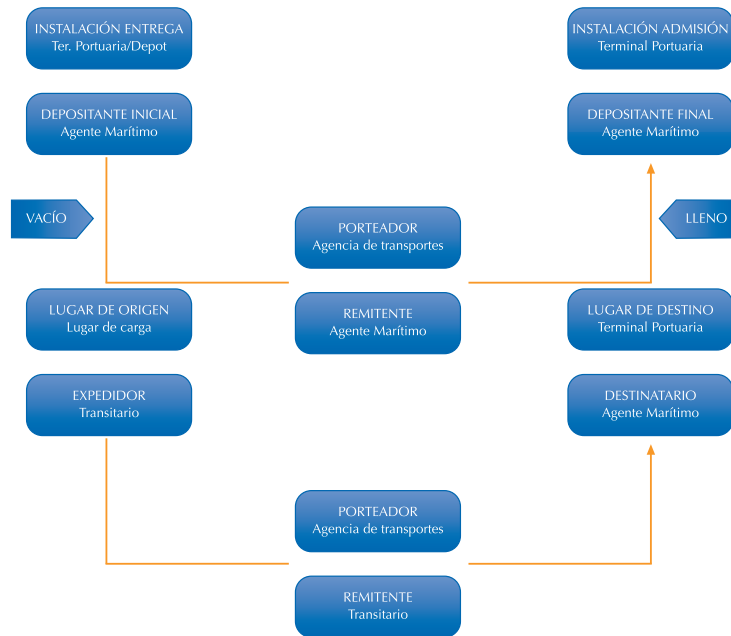 INSTALACIÓN ENTREGA
Ter. Portuaria/Depot
INSTALACIÓN ADMISIÓN
Terminal Portuaria
DEPOSITANTE INICIAL
Agente Marítimo
DEPOSITANTE FINAL
Agente Marítimo
VACÍO
PORTEADOR
Agencia de transportes
LLENO
LUGAR DE ORIGEN
Lugar de carga
REMITENTE
Agente Marítimo
LUGAR DE DESTINO
Terminal Portuaria
EXPEDIDOR
Transitario
DESTINATARIO
Agente Marítimo
PORTEADOR
Agencia de transportes
REMITENTE
Transitario